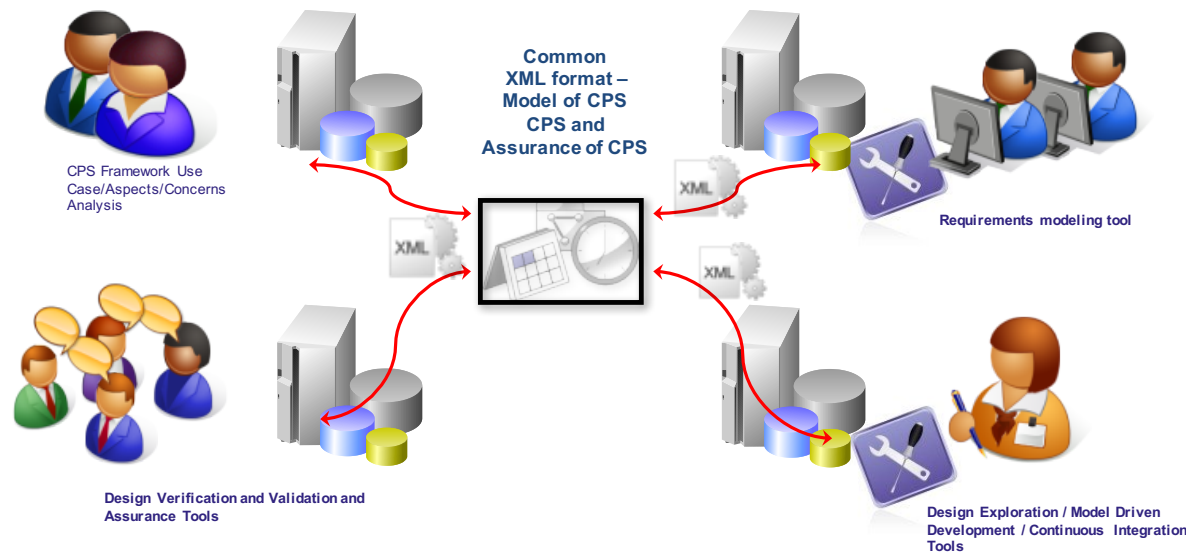 Common
XML format –
Model of CPS
CPS and
Assurance of CPS
CPS Framework Use
Case/Aspects/Concerns
Analysis
XML
Requirements modeling tool
XML
XML
Design Verification and Validation and
Assurance Tools
Design Exploration / Model Driven
Development / Continuous Integration
Tools